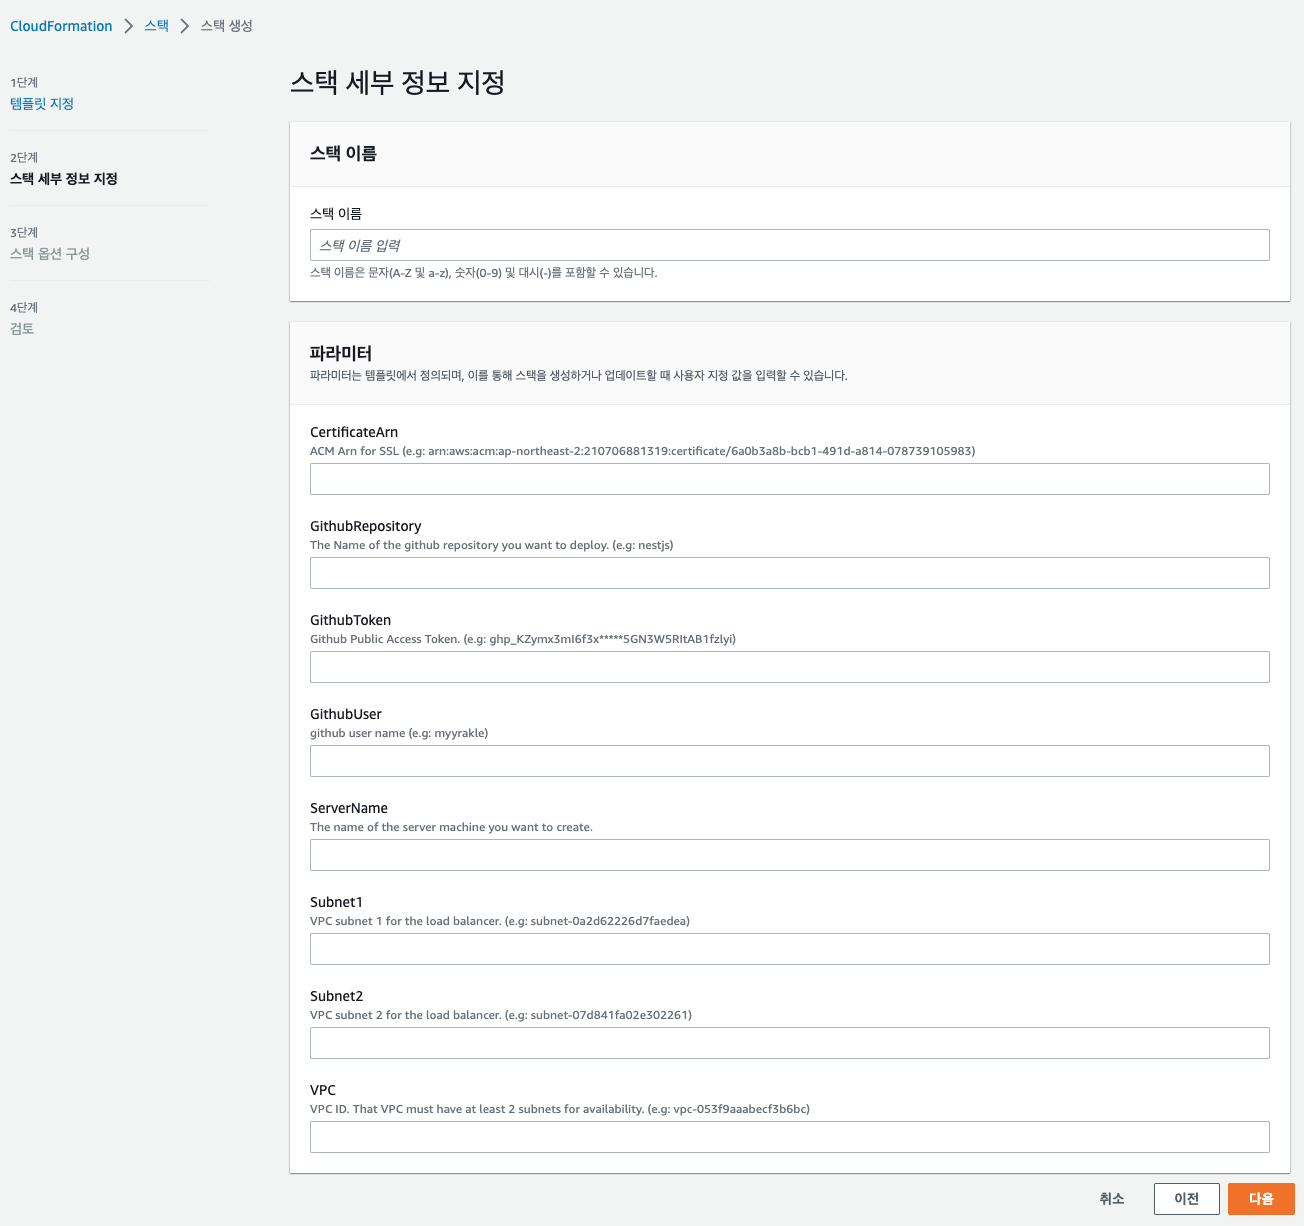 CloudFormation > 스택 > 스택 생성
1단계
템플릿 지정
2단계
스택 세부 정보 지정
3단계
스택 옵션 구성
4단계
검토
스택 세부 정보 지정
스택 이름
스택 이름
스택 이름 입력
스택 이름은 문자(A-Z 및 a-z), 숫자(0-9) 및 대시(-)를 포함할 수 있습니다.
파라미터
파라미터는 템플릿에서 정의되며, 이를 통해 스택을 생성하거나 업데이트할 때 사용자 지정 값을 입력할 수 있습니다.
CertificateArn
ACM Arn for SSL (e.g: arn:aws:acm:ap-northeast-2:210706881319:certificate/6a0b3a8b-bcb1-491d-a814-078739105983)
GithubRepository
The Name of the github repository you want to deploy. (e.g: nestjs)
GithubToken
Github Public Access Token. (e.g: ghp_KZymx3mI6f3x*****5GN3W5RItAB1fzlyi)
GithubUser
github user name (e.g: myyrakle)
ServerName
The name of the server machine you want to create.
Subnet1
VPC subnet 1 for the load balancer. (e.g: subnet-0a2d62226d7faedea)
Subnet2
VPC subnet 2 for the load balancer. (e.g: subnet-07d841fa02e302261)
VPC
VPC ID. That VPC must have at least 2 subnets for availability. (e.g: vpc-053f9aaabecf3b6bc)
취소 이전 다음